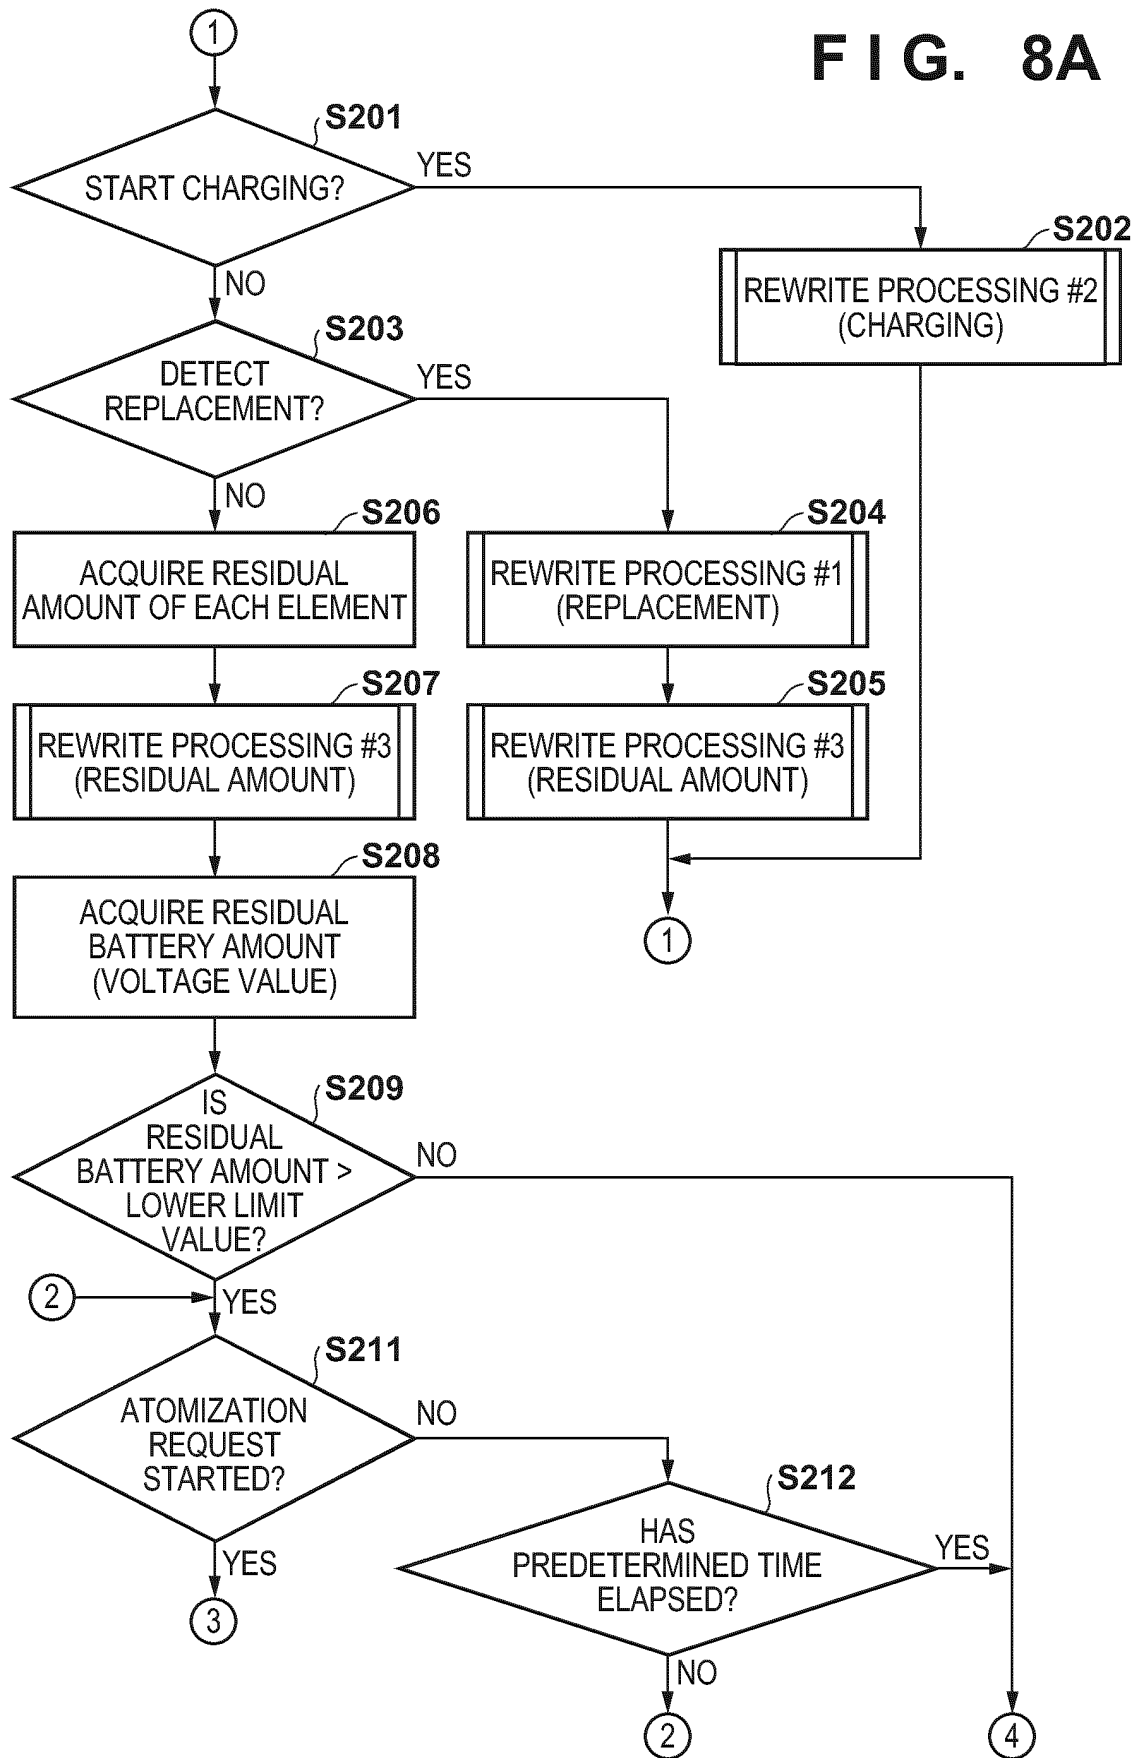 FIG. 8A
1
S201
START CHARGING?
YES
NO
S202
REWRITE PROCESSING #2
(CHARGING)
S203
DETECT
REPLACEMENT?
YES
NO
S206
ACQUIRE RESIDUAL
AMOUNT OF EACH ELEMENT
S204
REWRITE PROCESSING #1
(REPLACEMENT)
S207
REWRITE PROCESSING #3
(RESIDUAL AMOUNT)
S205
REWRITE PROCESSING #3
(RESIDUAL AMOUNT)
1
S208
ACQUIRE RESIDUAL
BATTERY AMOUNT
(VOLTAGE VALUE)
S209
IS
RESIDUAL
BATTERY AMOUNT >
LOWER LIMIT
VALUE?
NO
2
YES
S211
ATOMIZATION
REQUEST
STARTED?
NO
YES
3
S212
HAS
PREDETERMINED TIME
ELAPSED?
YES
NO
2
4